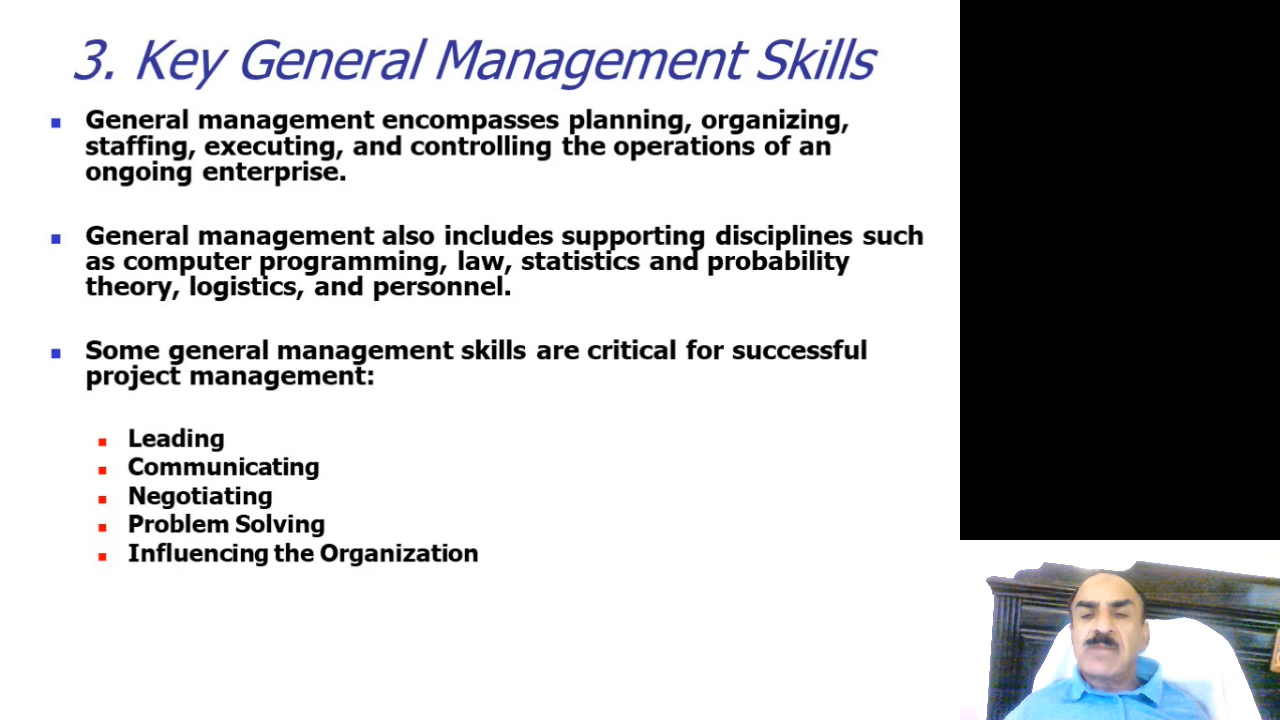 3. Key General Management Skills
General management encompasses planning, organizing,
staffing, executing, and controlling the operations of an
ongoing enterprise.
General management also includes supporting disciplines such
as computer programming, law, statistics and probability
theory, logistics, and personnel.
Some general management skills are critical for successful
project management:
Leading
Communicating
Negotiating
Problem Solving
Influencing the Organization